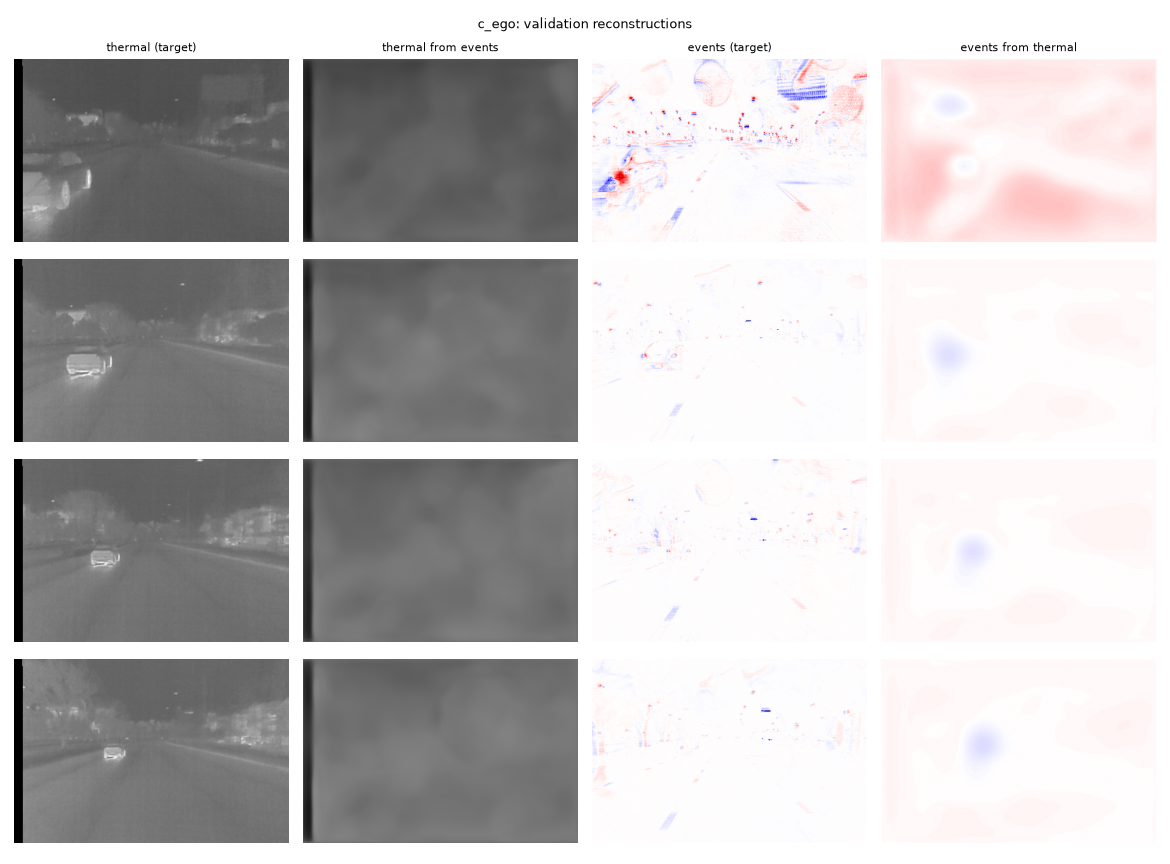 c_ego: validation reconstructions
thermal (target)
thermal from events
events (target)
events from thermal